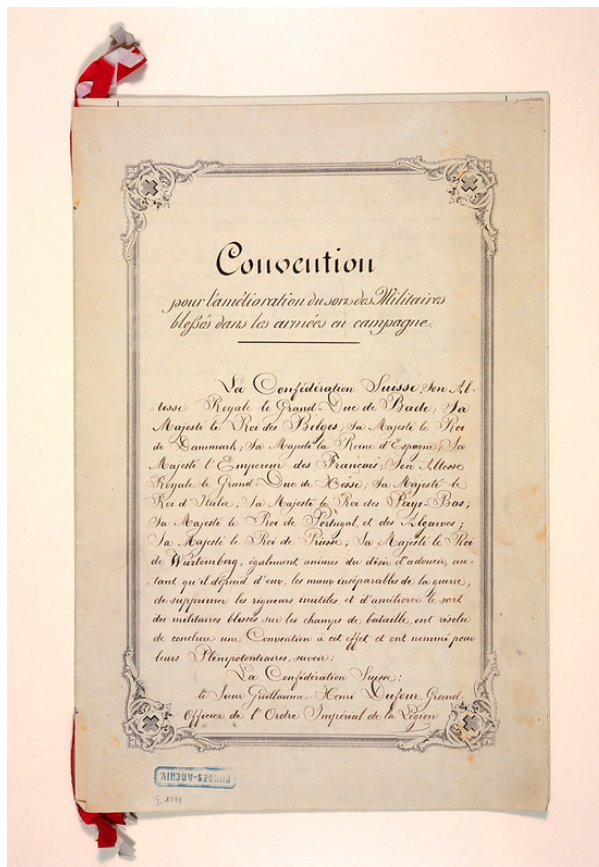 Convention
pour l'amélioration du sort des Militaires
blessés dans les armées en campagne.
La Confédération Suisse; Son Al-
tesse Royale le Grand-Duc de Bade; Sa
Majesté le Roi des Belges; Sa Majesté le Roi
de Danemark; Sa Majesté la Reine d'Espagne; Sa
Majesté l'Empereur des Français; Son Altesse
Royale le Grand-Duc de Hesse; Sa Majesté le
Roi d'Italie; Sa Majesté le Roi des Pays-Bas;
Sa Majesté le Roi de Portugal et des Algarves;
Sa Majesté le Roi de Prusse; Sa Majesté le Roi
de Würtemberg, également animés du désir d'adoucir, au-
tant qu'il dépend d'eux, les maux inséparables de la guerre,
de supprimer les rigueurs inutiles et d'améliorer le sort
des militaires blessés sur les champs de bataille, ont résolu
de conclure une Convention à cet effet et ont nommé pour
leurs Plénipotentiaires, savoir:
La Confédération Suisse:
le Sieur Guillaume-Henri Dufour, Grand-
Officier de l'Ordre Impérial de la Légion
BUNDES-ARCHIV